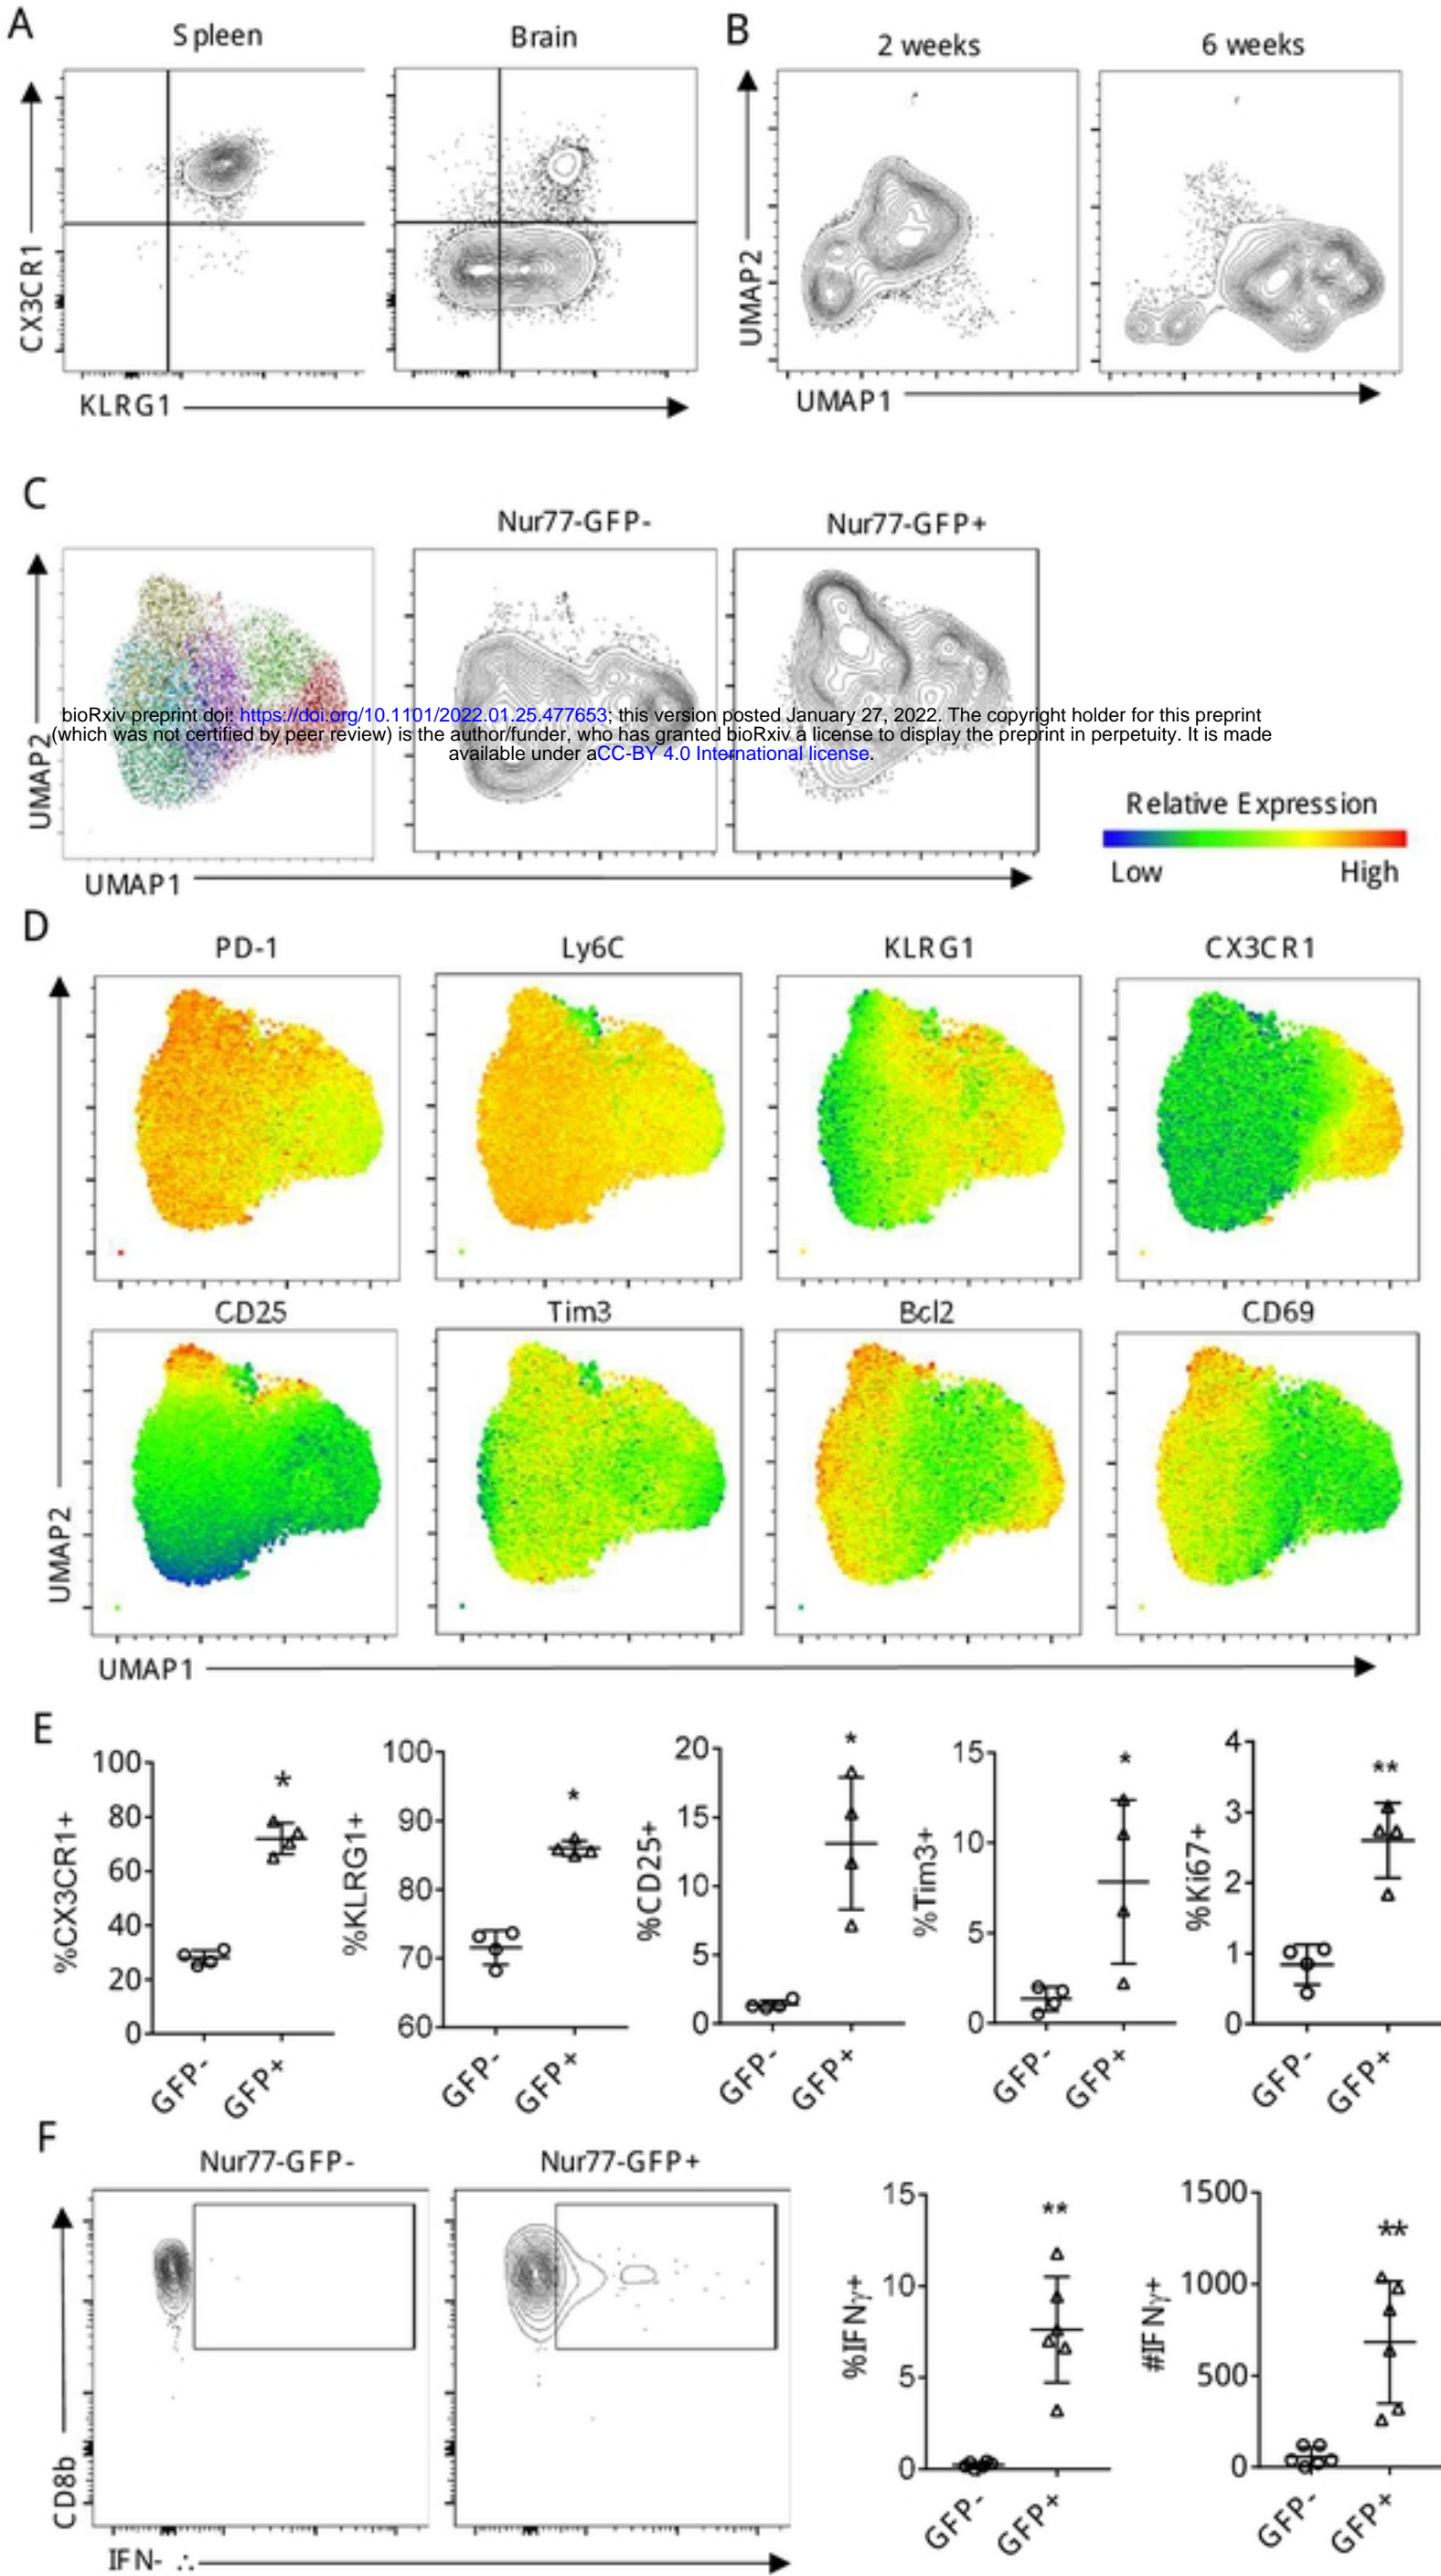 A
Spleen
Brain
CX3CR1
KLRG1
B
2 weeks
6 weeks
UMAP2
UMAP1
C
Nur77-GFP-
Nur77-GFP+
UMAP2
UMAP1
bioRxiv preprint doi: https://doi.org/10.1101/2022.01.25.477653; this version posted January 27, 2022. The copyright holder for this preprint
(which was not certified by peer review) is the author/funder, who has granted bioRxiv a license to display the preprint in perpetuity. It is made
available under aCC-BY 4.0 International license.
Relative Expression
Low
High
D
PD-1
Ly6C
KLRG1
CX3CR1
CD25
Tim3
Bcl2
CD69
UMAP2
UMAP1
E
%CX3CR1+
100
80
60
40
20
0
*
GFP-
GFP+
%KLRG1+
100
90
80
70
60
*
GFP-
GFP+
%CD25+
20
15
10
5
0
*
GFP-
GFP+
%Tim3+
15
10
5
0
*
GFP-
GFP+
%Ki67+
4
3
2
1
0
**
GFP-
GFP+
F
Nur77-GFP-
Nur77-GFP+
CD8b
IFN- ∴
%IFNγ+
15
10
5
0
**
GFP-
GFP+
#IFNγ+
1500
1000
500
0
**
GFP-
GFP+